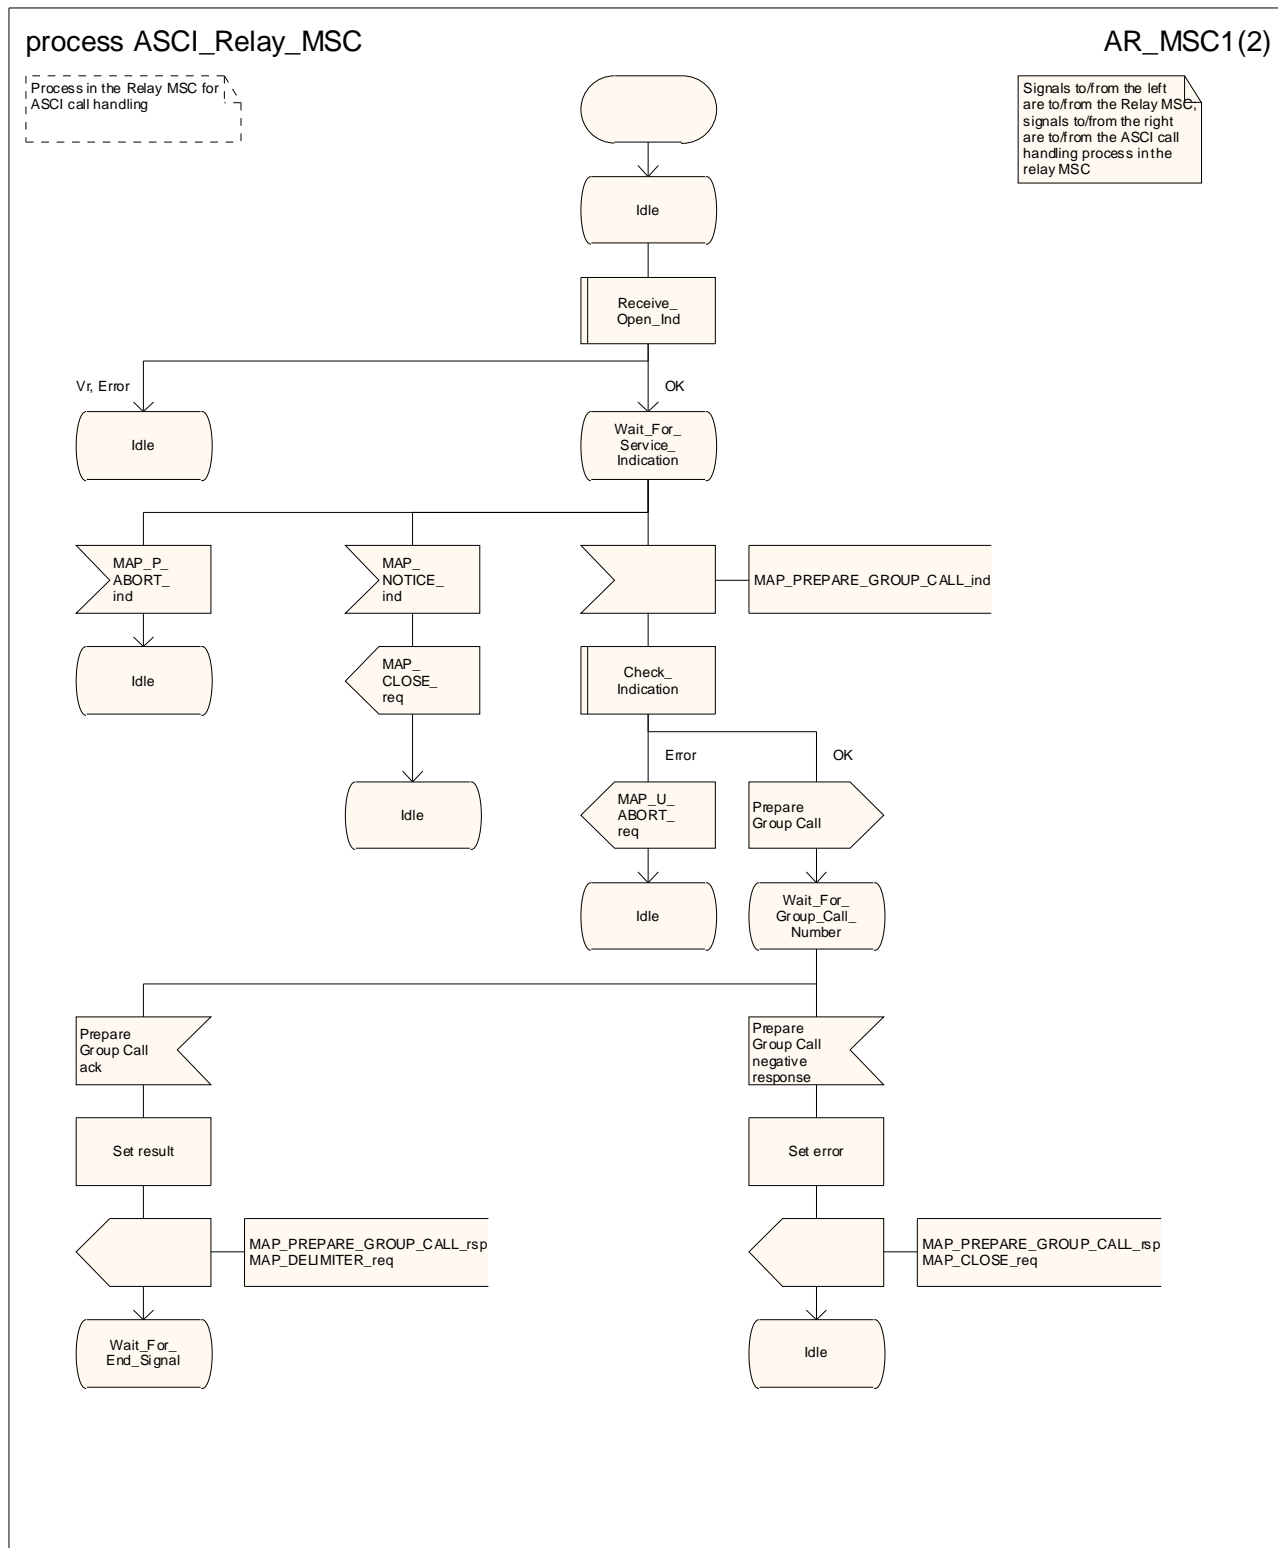 process ASCI_Relay_MSC
AR_MSC1(2)
Process in the Relay MSC for
ASCI call handling
Signals to/from the left
are to/from the Relay MSC;
signals to/from the right
are to/from the ASCI call
handling process in the
relay MSC
Idle
Receive_
Open_Ind
Vr, Error
OK
Idle
Wait_For_
Service_
Indication
MAP_P_
ABORT_
ind
MAP_
NOTICE_
ind
MAP_PREPARE_GROUP_CALL_ind
Idle
MAP_
CLOSE_
req
Check_
Indication
Error
OK
Idle
MAP_U_
ABORT_
req
Prepare
Group Call
Idle
Wait_For_
Group_Call_
Number
Prepare
Group Call
ack
Prepare
Group Call
negative
response
Set result
Set error
MAP_PREPARE_GROUP_CALL_rsp
MAP_DELIMITER_req
MAP_PREPARE_GROUP_CALL_rsp
MAP_CLOSE_req
Wait_For_
End_Signal
Idle